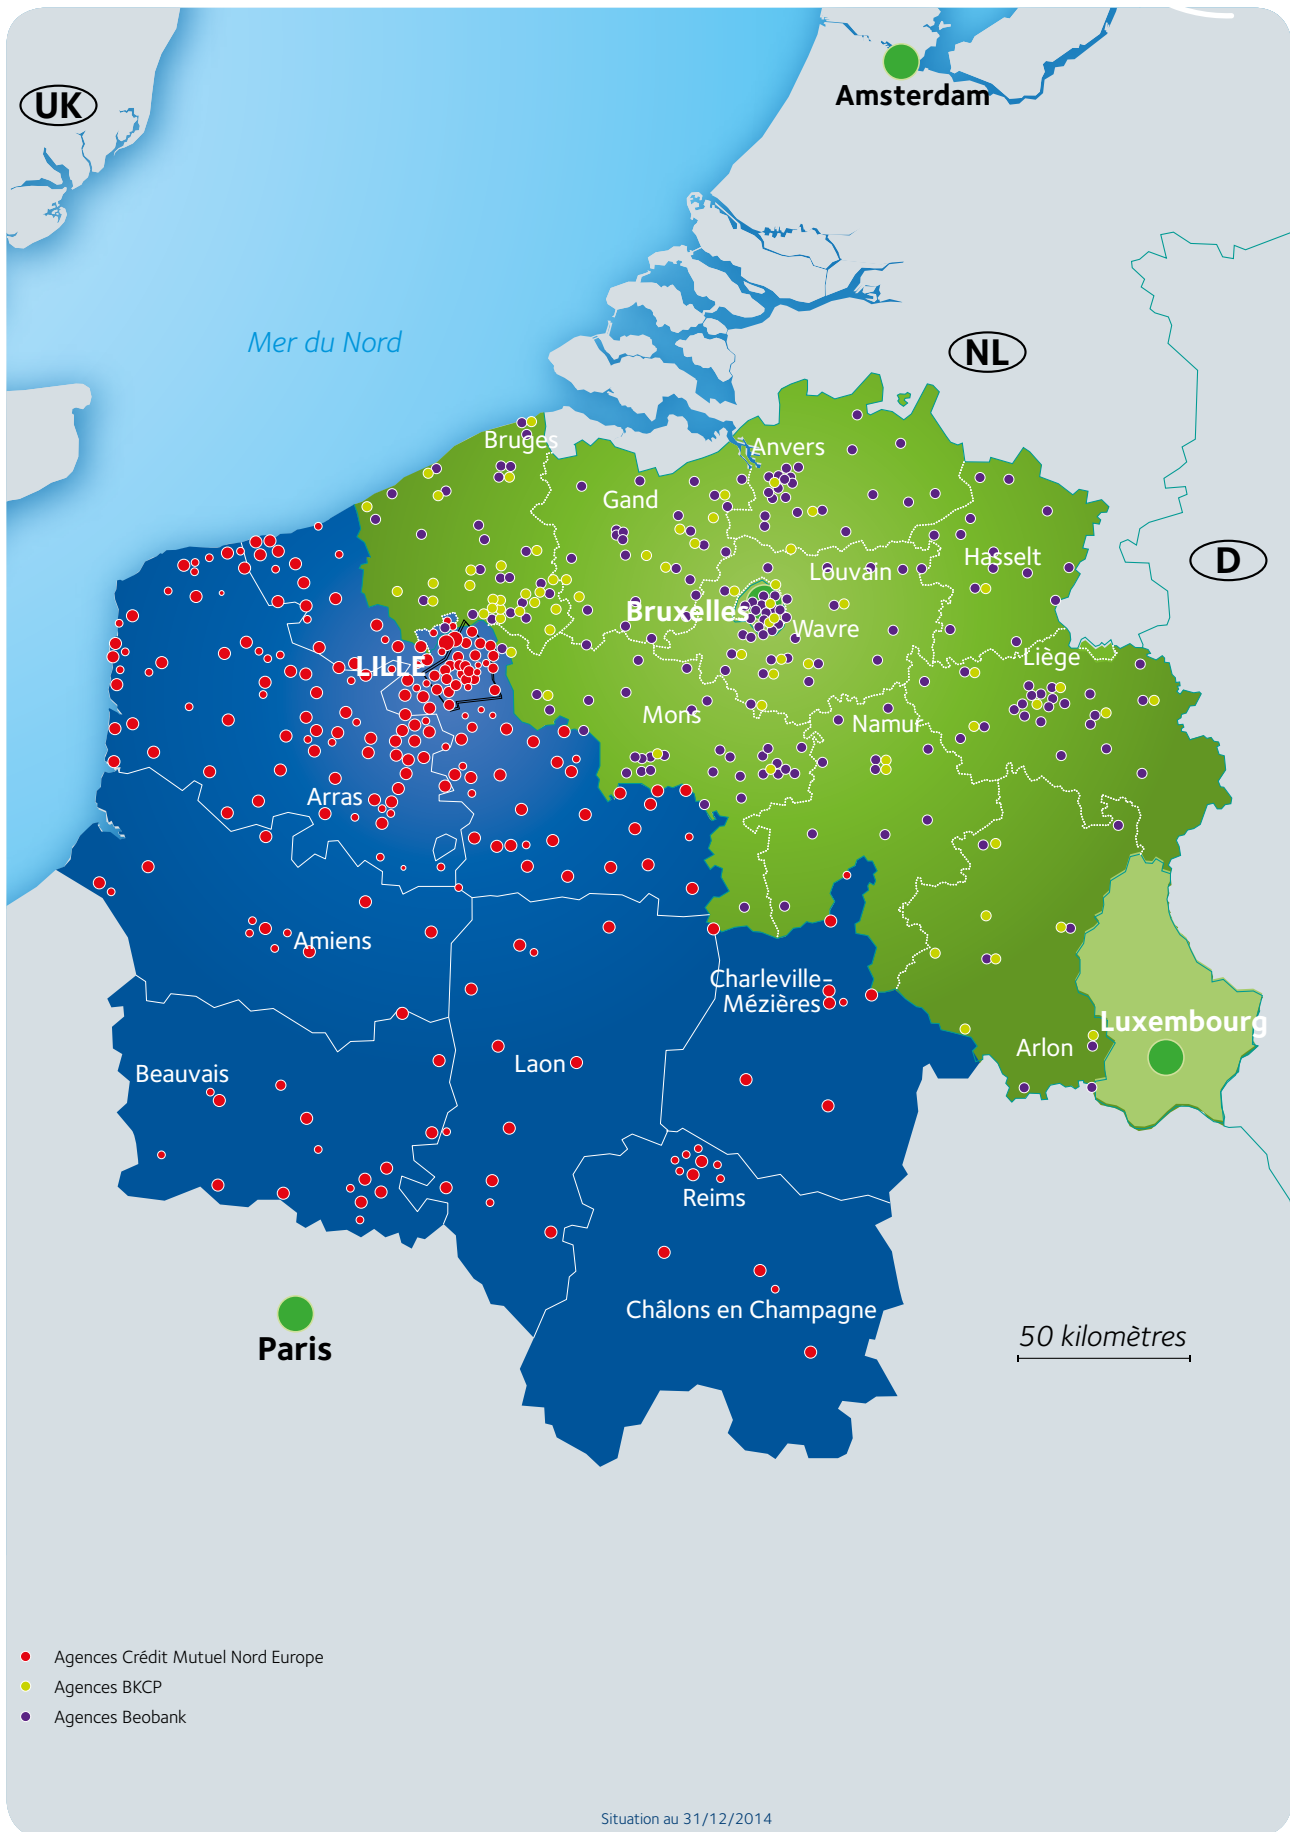 Amsterdam
UK
Mer du Nord
NL
Bruges
Anvers
Gand
D
Hasselt
Louvain
Bruxelles
Wavre
LILLE
Liège
Mons
Namur
Arras
Amiens
Charleville-
Mézières
Luxembourg
Arlon
Laon
Beauvais
Reims
Châlons en Champagne
Paris
50 kilomètres
Agences Crédit Mutuel Nord Europe
Agences BKCP
Agences Beobank
Situation au 31/12/2014